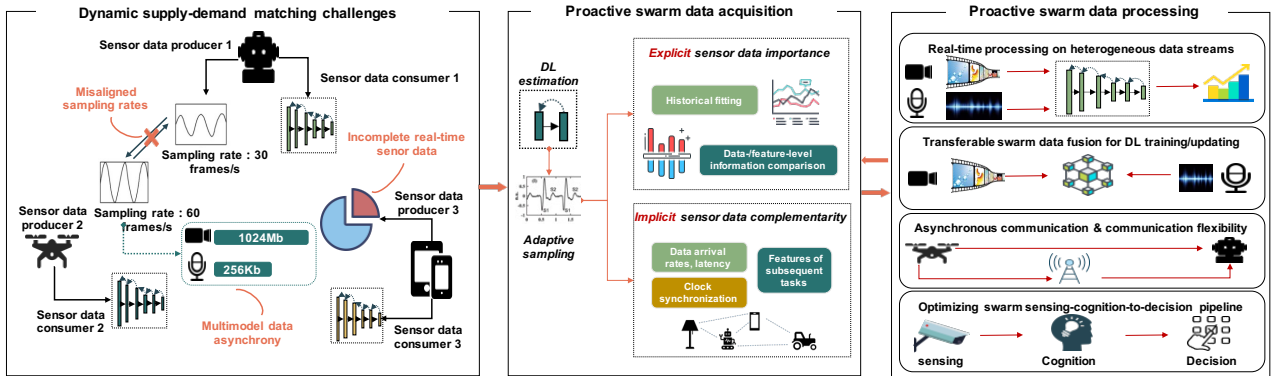 Dynamic supply-demand matching challenges
Sensor data producer 1
Sensor data consumer 1
Misaligned
sampling rates
Sampling rate : 30
frames/s
Incomplete real-time
senor data
Sampling rate : 60
frames/s
Sensor data
producer 2
Sensor data
producer 3
1024Mb
256Kb
Sensor data
consumer 2
Multimodel data
asynchrony
Sensor data
consumer 3
Proactive swarm data acquisition
DL
estimation
Adaptive
sampling
Explicit sensor data importance
Historical fitting
Data-/feature-level
information comparison
Implicit sensor data complementarity
Data arrival
rates, latency
Clock
synchronization
Features of
subsequent
tasks
Proactive swarm data processing
Real-time processing on heterogeneous data streams
Transferable swarm data fusion for DL training/updating
Asynchronous communication & communication flexibility
Optimizing swarm sensing-cognition-to-decision pipeline
sensing
Cognition
Decision